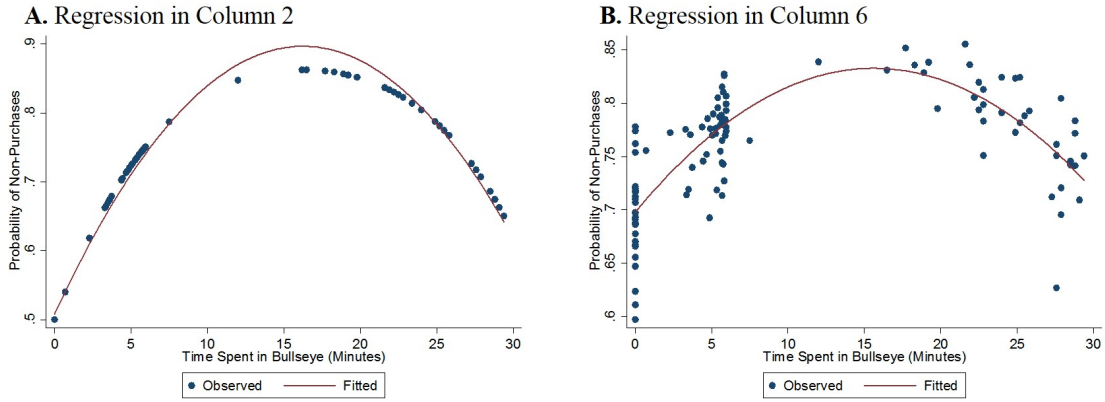 A. Regression in Column 2
Probability of Non-Purchases
.9
.8
.7
.6
.5
0 5 10 15 20 25 30
Time Spent in Bullseye (Minutes)
Observed Fitted
B. Regression in Column 6
Probability of Non-Purchases
.85
.8
.75
.7
.65
.6
0 5 10 15 20 25 30
Time Spent in Bullseye (Minutes)
Observed Fitted